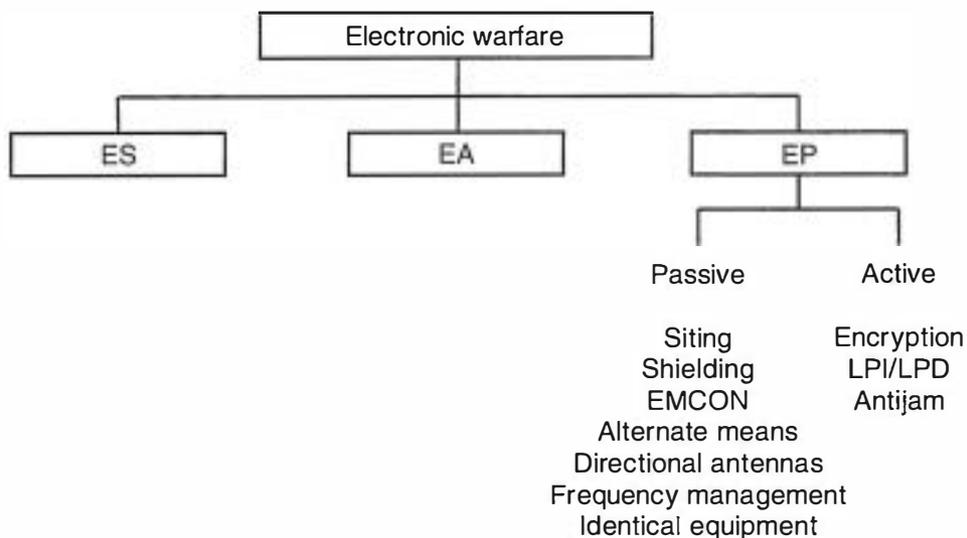 Electronic warfare
ES
EA
EP
Passive
Active
Siting
Shielding
EMCON
Alternate means
Directional antennas
Frequency management
Identical equipment
Encryption
LPI/LPD
Antijam